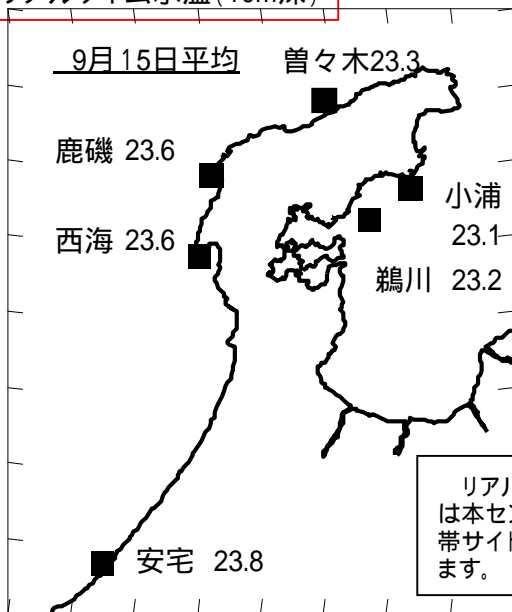 9月15日平均
曽々木23.3
鹿磯 23.6
小浦
23.1
西海 23.6
鵜川 23.2
安宅 23.8
リアル
は本セン
帯サイト
ます。